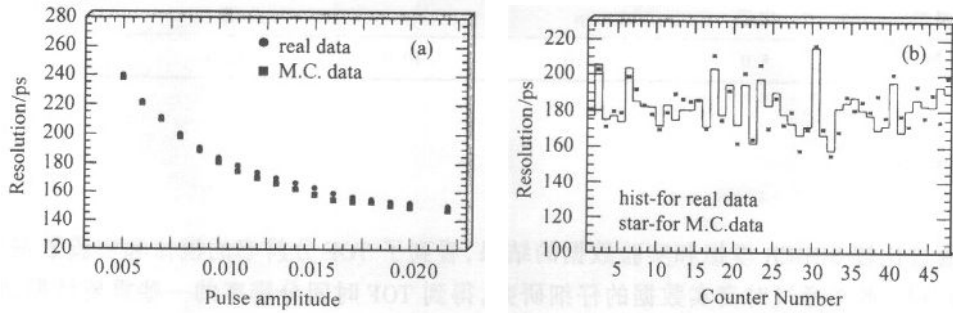 280
260
240
220
200
180
160
140
120
Resolution/ps
real data
M.C. data
(a)
0.005
0.010
0.015
0.020
Pulse amplitude
220
200
180
160
140
120
100
Resolution/ps
(b)
hist-for real data
star-for M.C.data
5
10
15
20
25
30
35
40
45
Counter Number